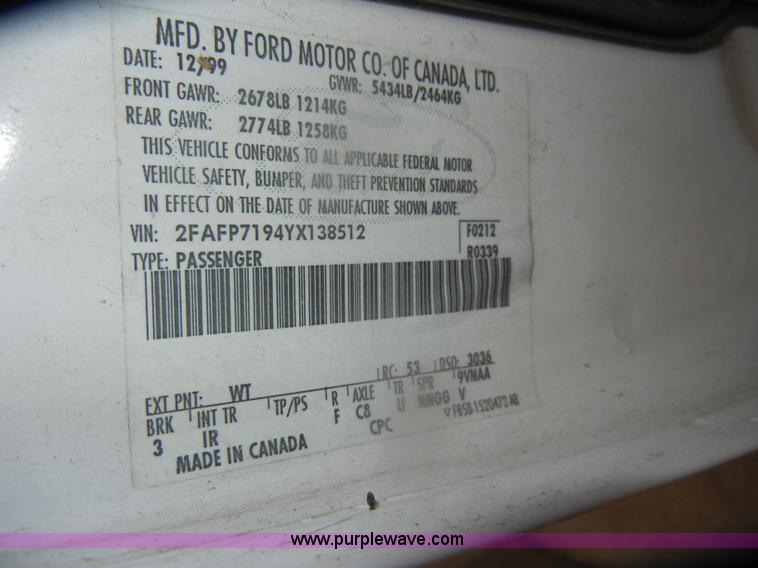 MFD. BY FORD MOTOR CO. OF CANADA, LTD.
DATE: 12/99 GVWR: 5434LB/2464KG
FRONT GAWR: 2678LB 1214KG
REAR GAWR: 2774LB 1258KG
THIS VEHICLE CONFORMS TO ALL APPLICABLE FEDERAL MOTOR
VEHICLE SAFETY, BUMPER, AND THEFT PREVENTION STANDARDS
IN EFFECT ON THE DATE OF MANUFACTURE SHOWN ABOVE.
VIN: 2FAFP7194YX138512 F0212
TYPE: PASSENGER R0339
EXT PNT: WT RC: 53 DSO: 3036
BRK INT TR TP/PS R AXLE TR SPR 9VNAA
3 IR F C8 U NNGG V
MADE IN CANADA CPC F85B-1520472-AB
www.purplewave.com